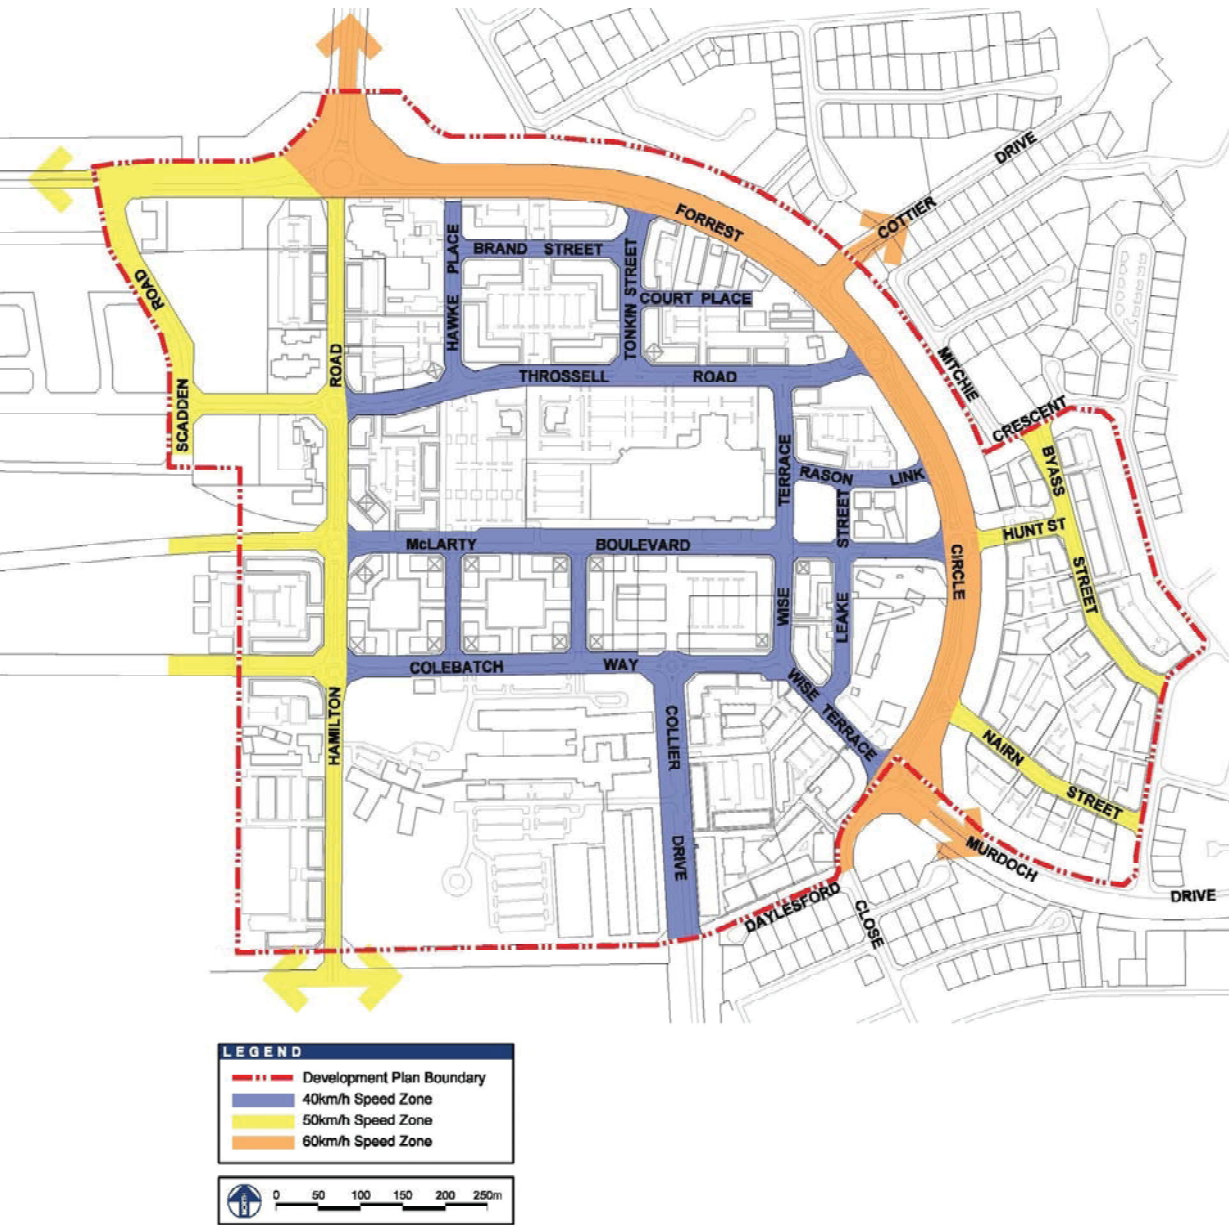 DRIVE
COTTIER
FORREST
PLACE
BRAND STREET
TONKIN STREET
ROAD
COURT PLACE
HAWKE
ROAD
THROSSELL ROAD
MITCHIE
SCADDEN
CRESCENT
TERRACE
RASON LINK
BYASS
STREET
HUNT ST
McLARTY BOULEVARD
CIRCLE
STREET
WISE
LEAKE
COLEBATCH WAY
WISE TERRACE
HAMILTON
COLLIER
NAIRN
STREET
DRIVE
MURDOCH
DRIVE
DAYLESFORD
CLOSE
LEGEND
Development Plan Boundary
40km/h Speed Zone
50km/h Speed Zone
60km/h Speed Zone
0 50 100 150 200 250m